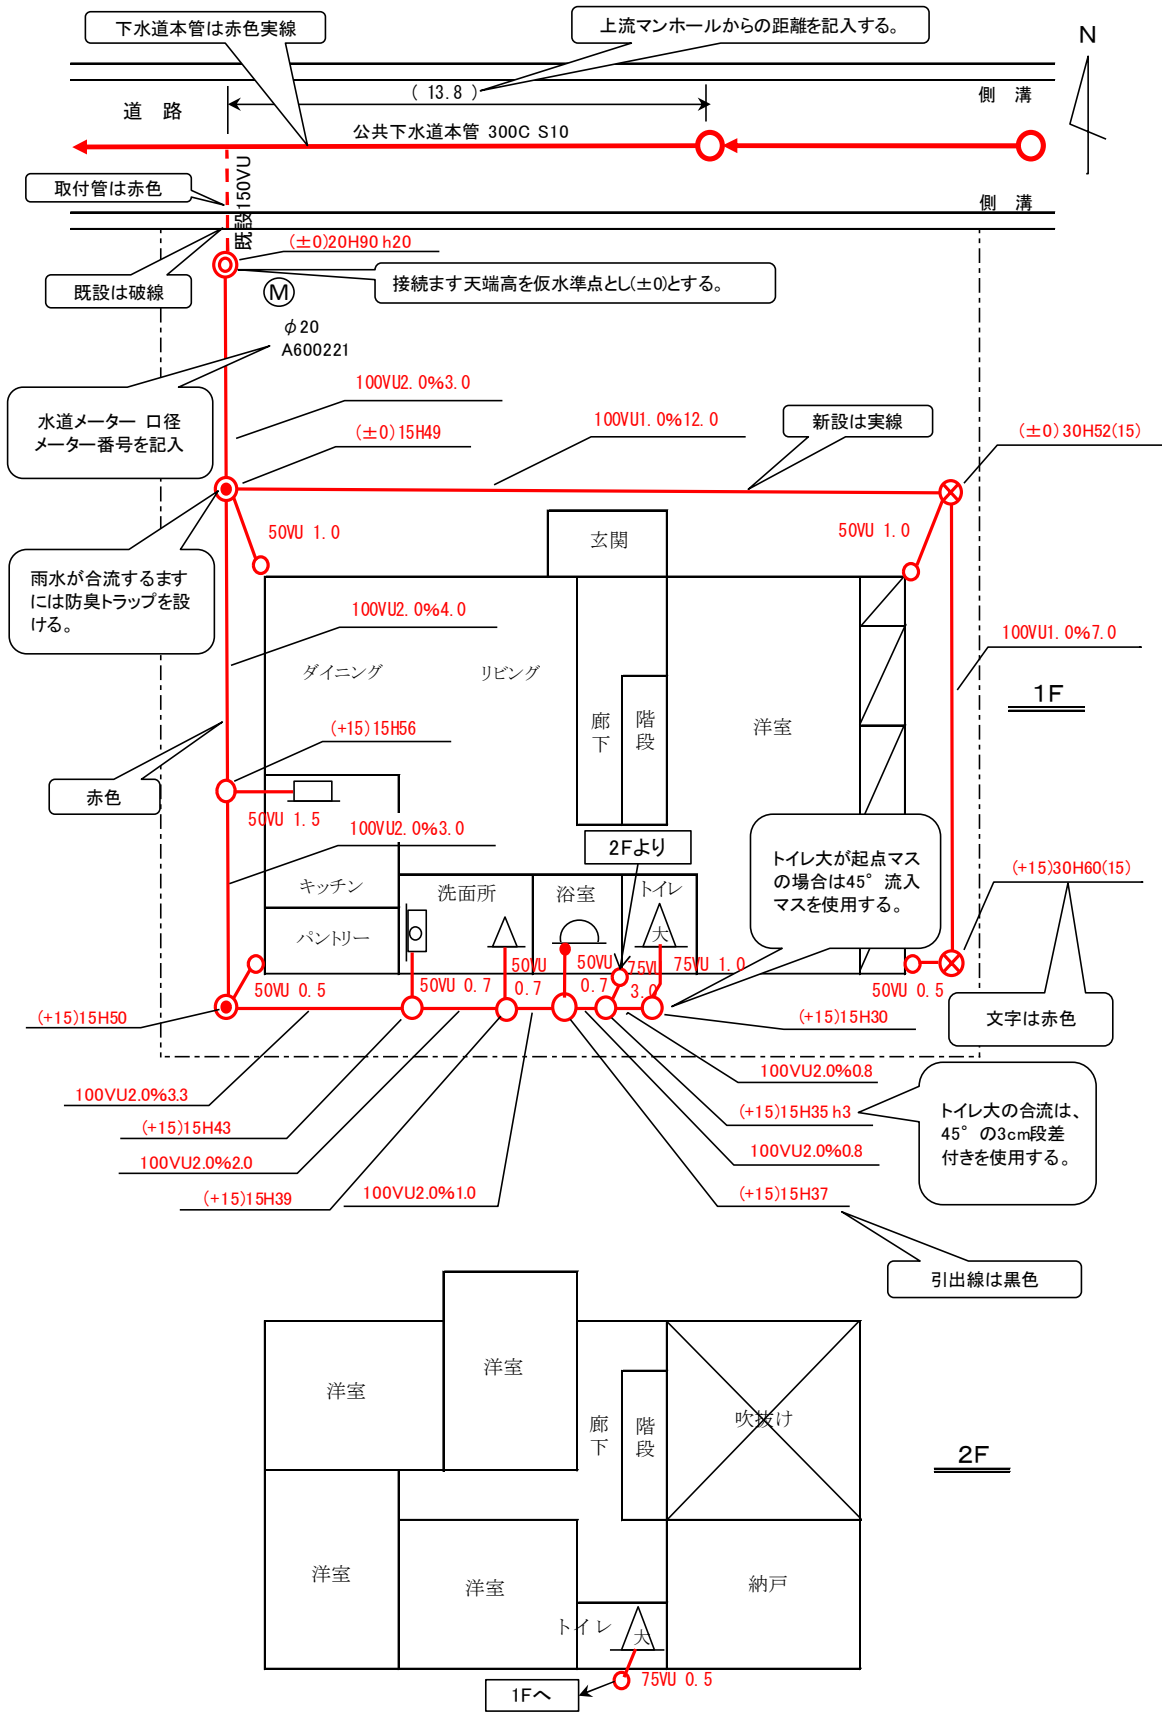 下水道本管は赤色実線
上流マンホールからの距離を記入する。
N
( 13.8 )
道 路
側 溝
公共下水道本管 300C S10
取付管は赤色
既設150VU
側 溝
(±0)20H90 h20
既設は破線
接続ます天端高を仮水準点とし(±0)とする。
M
φ20
A600221
水道メーター 口径
メーター番号を記入
100VU2.0%3.0
(±0)15H49
100VU1.0%12.0
新設は実線
(±0)30H52(15)
50VU 1.0
玄関
50VU 1.0
雨水が合流するます
には防臭トラップを設
ける。
100VU2.0%4.0
100VU1.0%7.0
ダイニング
リビング
1F
廊下
階段
洋室
(+15)15H56
赤色
50VU 1.5
100VU2.0%3.0
2Fより
トイレ大が起点マス
の場合は45°流入
マスを使用する。
(+15)30H60(15)
キッチン
洗面所
浴室
トイレ
大
パントリー
50VU 0.5
50VU 0.7
50VU
0.7
50VU
0.7
75VU
3.0
75VU 1.0
50VU 0.5
(+15)15H50
(+15)15H30
文字は赤色
100VU2.0%3.3
100VU2.0%0.8
(+15)15H43
(+15)15H35 h3
トイレ大の合流は、
45°の3cm段差
付きを使用する。
100VU2.0%2.0
100VU2.0%0.8
(+15)15H39
100VU2.0%1.0
(+15)15H37
引出線は黒色
洋室
洋室
廊下
階段
吹抜け
2F
洋室
洋室
納戸
トイレ
大
75VU 0.5
1Fへ